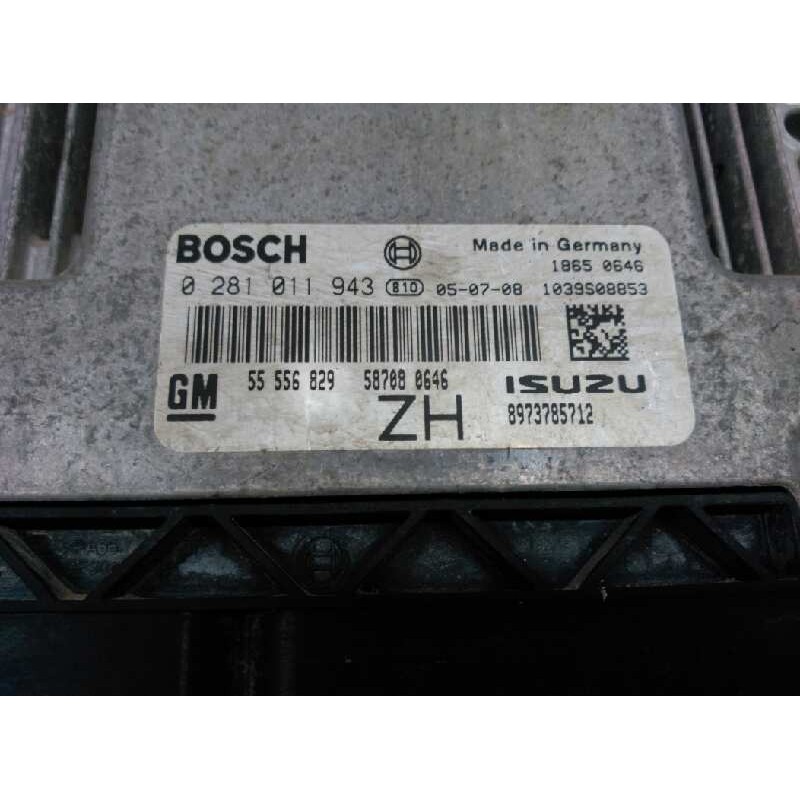 BOSCH Made in Germany
1865 0646
0 281 011 943 810 05-07-08 1039S08853
GM 55 556 829 58708 0646 ISUZU
ZH 8973785712